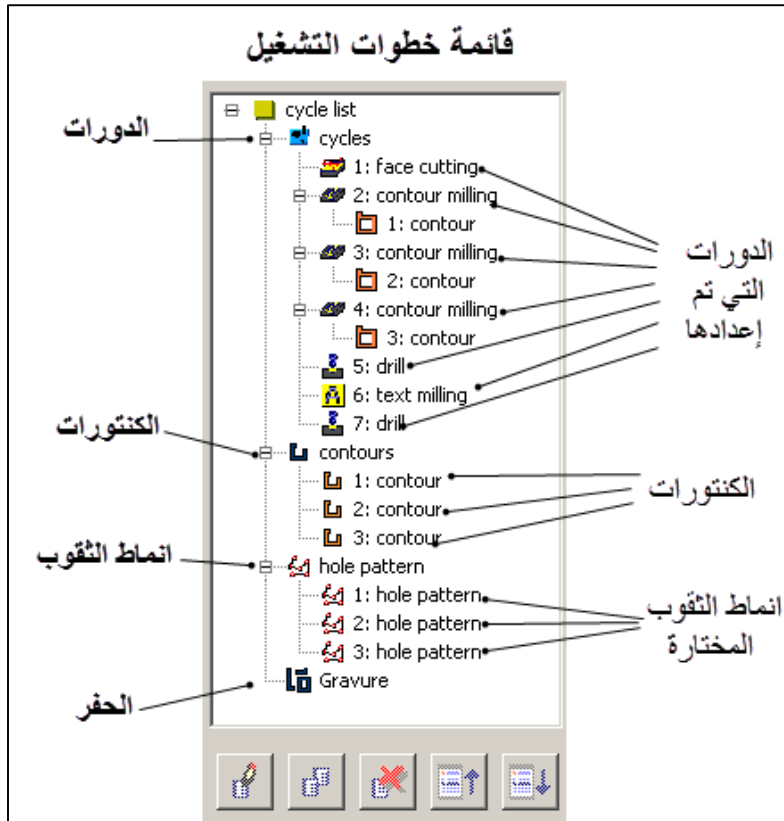 قائمة خطوات التشغيل
cycle list
الدورات
cycles
1: face cutting
2: contour milling
1: contour
3: contour milling
2: contour
4: contour milling
3: contour
5: drill
6: text milling
7: drill
الدورات
التي تم
إعدادها
الكنتورات
contours
1: contour
2: contour
3: contour
الكنتورات
انماط الثقوب
hole pattern
1: hole pattern
2: hole pattern
3: hole pattern
انماط الثقوب
المختارة
الحفر
Gravure